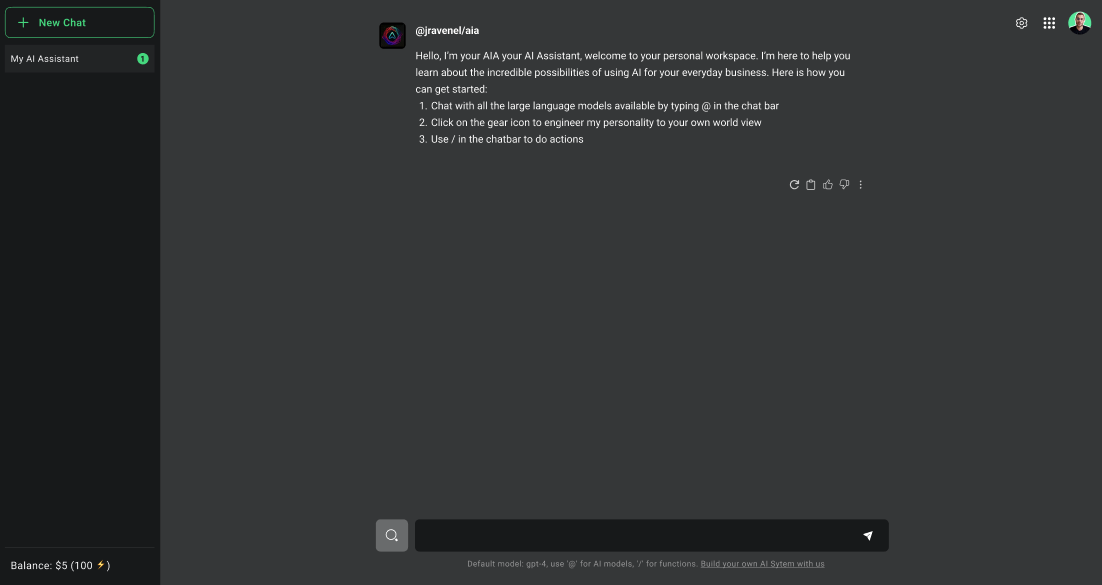 New Chat
My AI Assistant
1
@jravenel/aia
Hello, I'm your AIA your AI Assistant, welcome to your personal workspace. I'm here to help you
learn about the incredible possibilities of using AI for your everyday business. Here is how you
can get started:
1. Chat with all the large language models available by typing @ in the chat bar
2. Click on the gear icon to engineer my personality to your own world view
3. Use / in the chatbar to do actions
Default model: gpt-4, use '@' for AI models, '/' for functions. Build your own AI Sytem with us
Balance: $5 (100 ⚡)